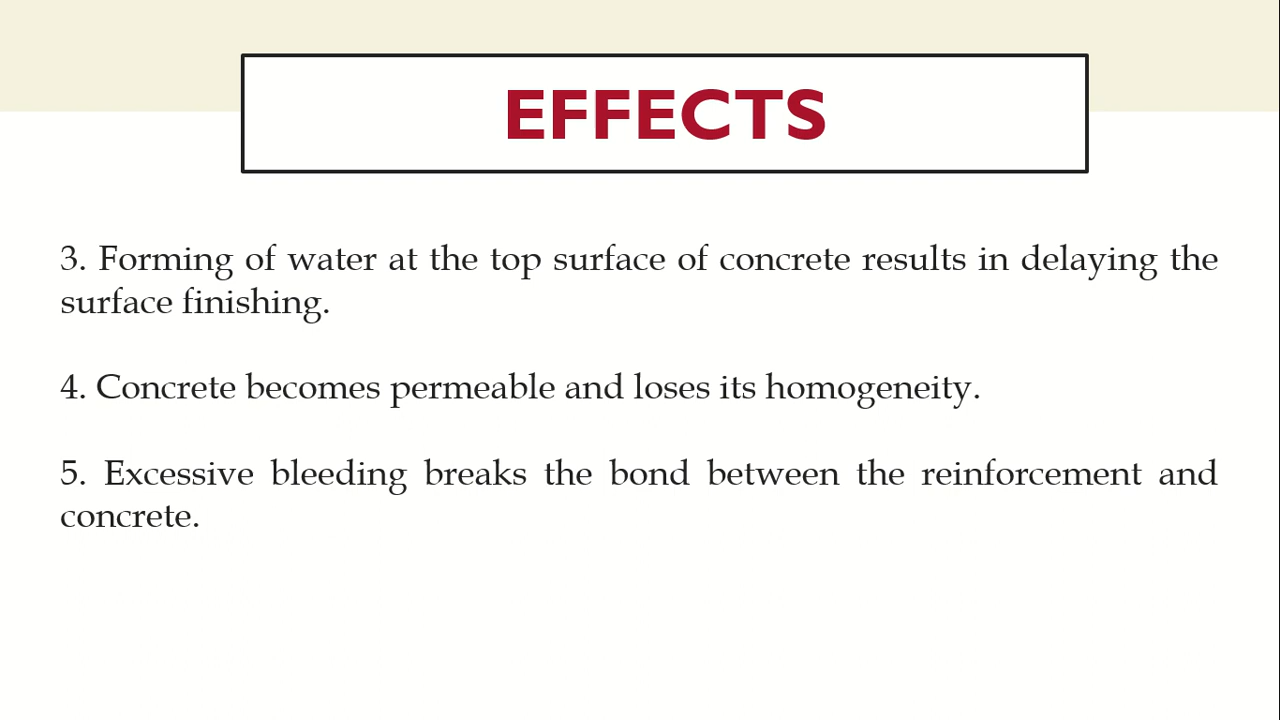 EFFECTS
3. Forming of water at the top surface of concrete results in delaying the
surface finishing.
4. Concrete becomes permeable and loses its homogeneity.
5. Excessive bleeding breaks the bond between the reinforcement and
concrete.